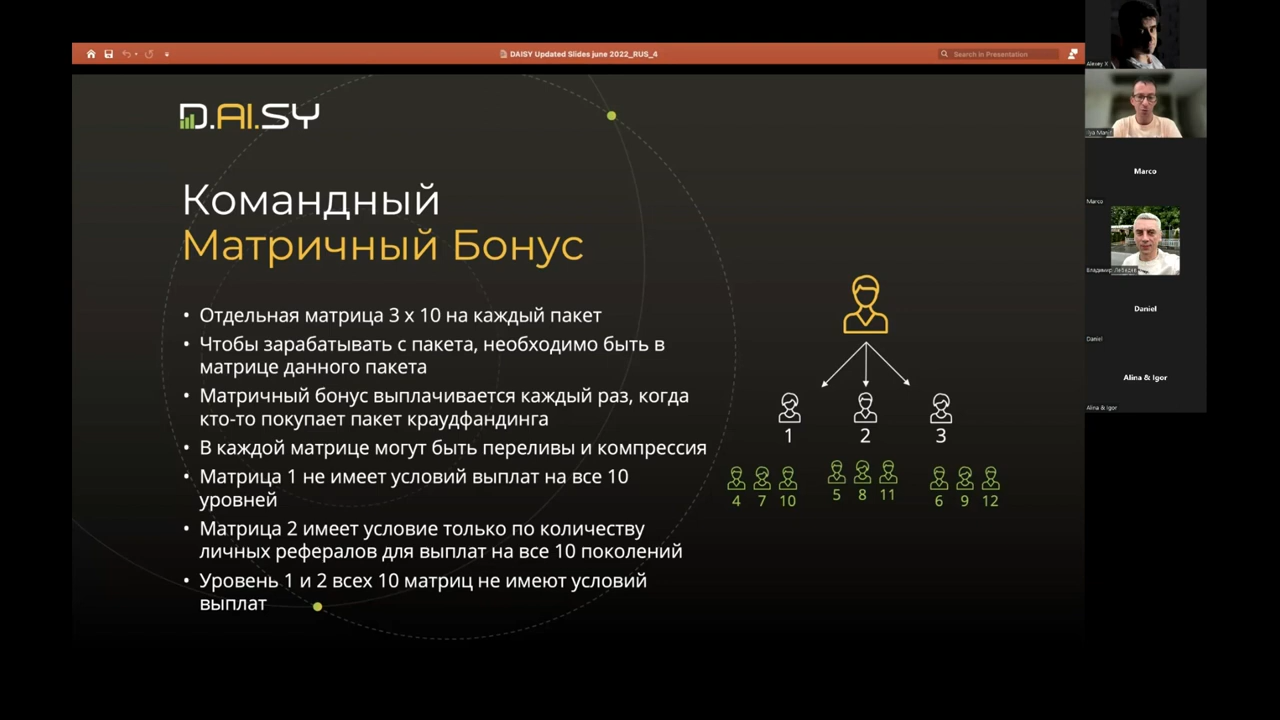 DAISY Updated Slides june 2022_RUS_4
Search in Presentation
D.AI.SY
Командный
Матричный Бонус
• Отдельная матрица 3 x 10 на каждый пакет
• Чтобы зарабатывать с пакета, необходимо быть в
матрице данного пакета
• Матричный бонус выплачивается каждый раз, когда
кто-то покупает пакет краудфандинга
• В каждой матрице могут быть переливы и компрессия
• Матрица 1 не имеет условий выплат на все 10
уровней
• Матрица 2 имеет условие только по количеству
личных рефералов для выплат на все 10 поколений
• Уровень 1 и 2 всех 10 матриц не имеют условий
выплат
1 2 3
4 7 10 5 8 11 6 9 12
Alexey X
Marco
Marco
Владимир Лебедев
Daniel
Daniel
Alina & Igor
Alina & Igor